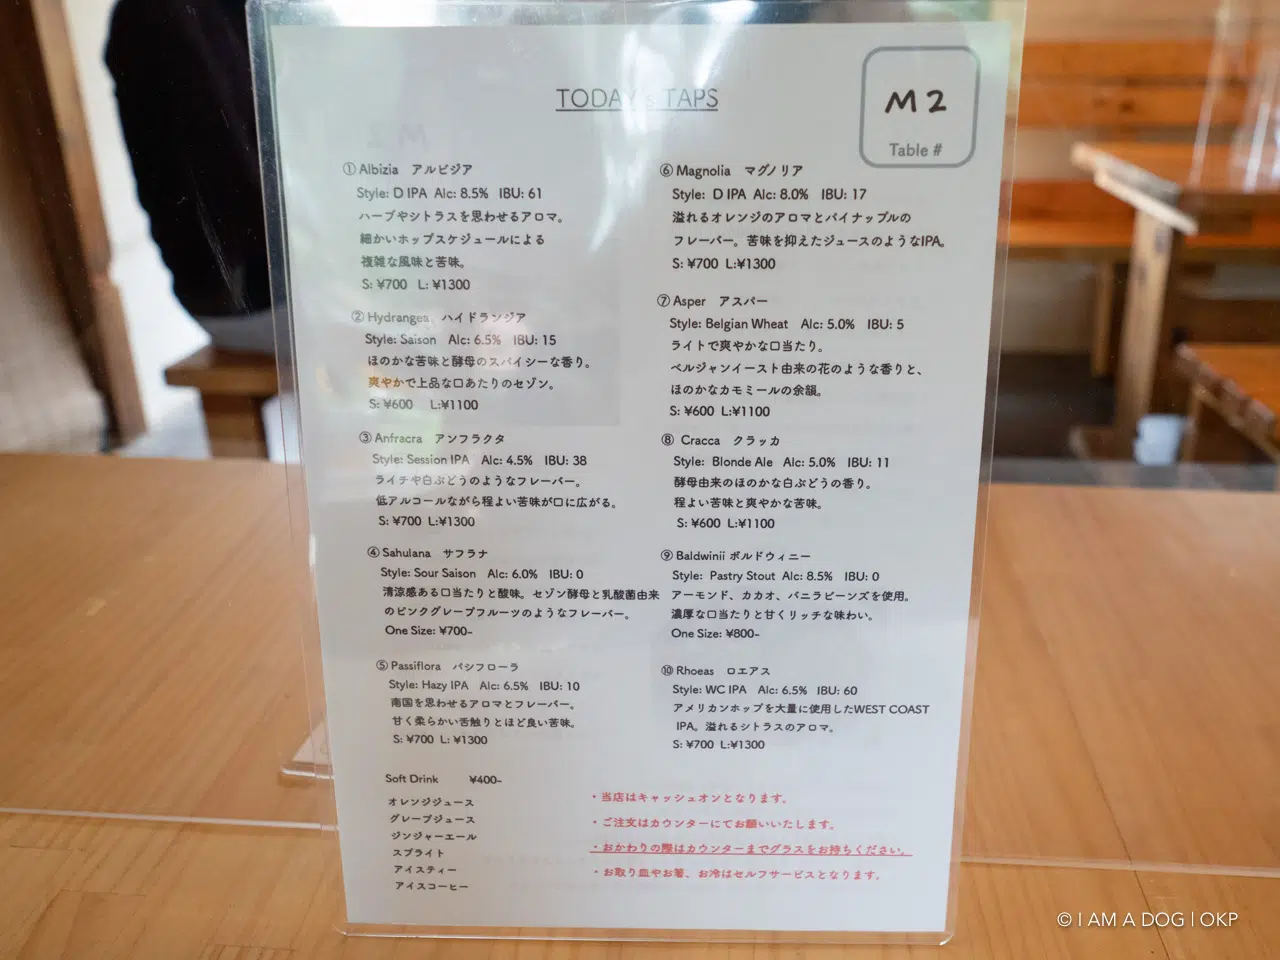 TODAY's TAPS
M2
Table #
① Albizia アルビジア
Style: D IPA Alc: 8.5% IBU: 61
ハーブやシトラスを思わせるアロマ。
細かいホップスケジュールによる
複雑な風味と苦味。
S: ¥700 L: ¥1300
② Hydrangea ハイドランジア
Style: Saison Alc: 6.5% IBU: 15
ほのかな苦味と酵母のスパイシーな香り。
爽やかで上品な口あたりのセゾン。
S: ¥600 L:¥1100
③ Anfracra アンフラクタ
Style: Session IPA Alc: 4.5% IBU: 38
ライチや白ぶどうのようなフレーバー。
低アルコールながら程よい苦味が口に広がる。
S: ¥700 L:¥1300
④ Sahulana サフラナ
Style: Sour Saison Alc: 6.0% IBU: 0
清涼感ある口当たりと酸味。セゾン酵母と乳酸菌由来
のピンクグレープフルーツのようなフレーバー。
One Size: ¥700-
⑤ Passiflora パシフローラ
Style: Hazy IPA Alc: 6.5% IBU: 10
南国を思わせるアロマとフレーバー。
甘く柔らかい舌触りとほど良い苦味。
S: ¥700 L: ¥1300
⑥ Magnolia マグノリア
Style: D IPA Alc: 8.0% IBU: 17
溢れるオレンジのアロマとパイナップルの
フレーバー。苦味を抑えたジュースのようなIPA。
S: ¥700 L:¥1300
⑦ Asper アスパー
Style: Belgian Wheat Alc: 5.0% IBU: 5
ライトで爽やかな口当たり。
ベルジャンイースト由来の花のような香りと、
ほのかなカモミールの余韻。
S: ¥600 L:¥1100
⑧ Cracca クラッカ
Style: Blonde Ale Alc: 5.0% IBU: 11
酵母由来のほのかな白ぶどうの香り。
程よい苦味と爽やかな苦味。
S: ¥600 L:¥1100
⑨ Baldwinii ボルドウィニー
Style: Pastry Stout Alc: 8.5% IBU: 0
アーモンド、カカオ、バニラビーンズを使用。
濃厚な口当たりと甘くリッチな味わい。
One Size: ¥800-
⑩ Rhoeas ロエアス
Style: WC IPA Alc: 6.5% IBU: 60
アメリカンホップを大量に使用したWEST COAST
IPA。溢れるシトラスのアロマ。
S: ¥700 L:¥1300
Soft Drink ¥400-
オレンジジュース
グレープジュース
ジンジャーエール
スプライト
アイスティー
アイスコーヒー
・当店はキャッシュオンとなります。
・ご注文はカウンターにてお願いいたします。
・おかわりの際はカウンターまでグラスをお持ちください。
・お取り皿やお箸、お冷はセルフサービスとなります。
© I AM A DOG | OKP